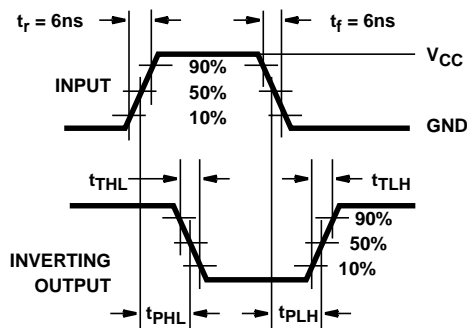 tr = 6ns
tf = 6ns
VCC
90%
INPUT
50%
10%
GND
tTHL
tTLH
90%
50%
INVERTING
OUTPUT
10%
tPHL
tPLH